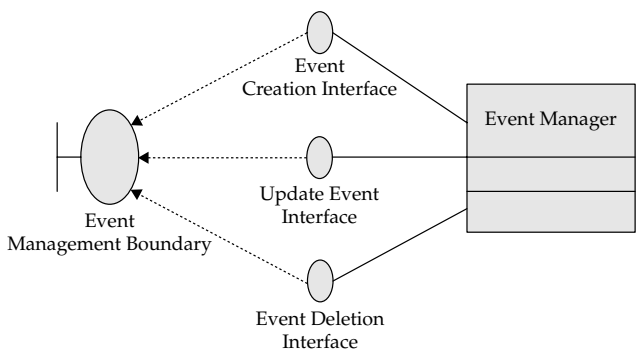 Event
Creation Interface
Event Manager
Update Event
Interface
Event
Management Boundary
Event Deletion
Interface